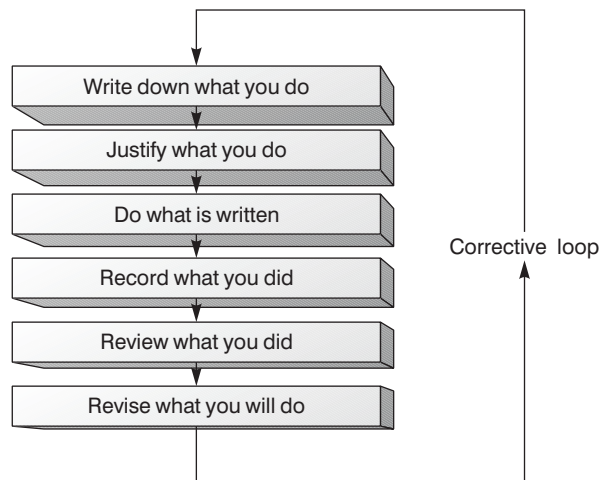 Write down what you do
Justify what you do
Do what is written
Corrective loop
Record what you did
Review what you did
Revise what you will do